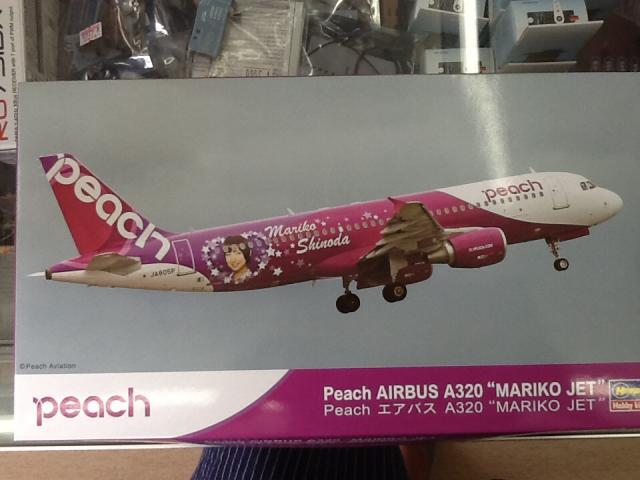 peach
peach
Mariko
Shinoda
JA805P
©Peach Aviation
peach
Peach AIRBUS A320 "MARIKO JET"
Peach エアバス A320 "MARIKO JET"
Hobby